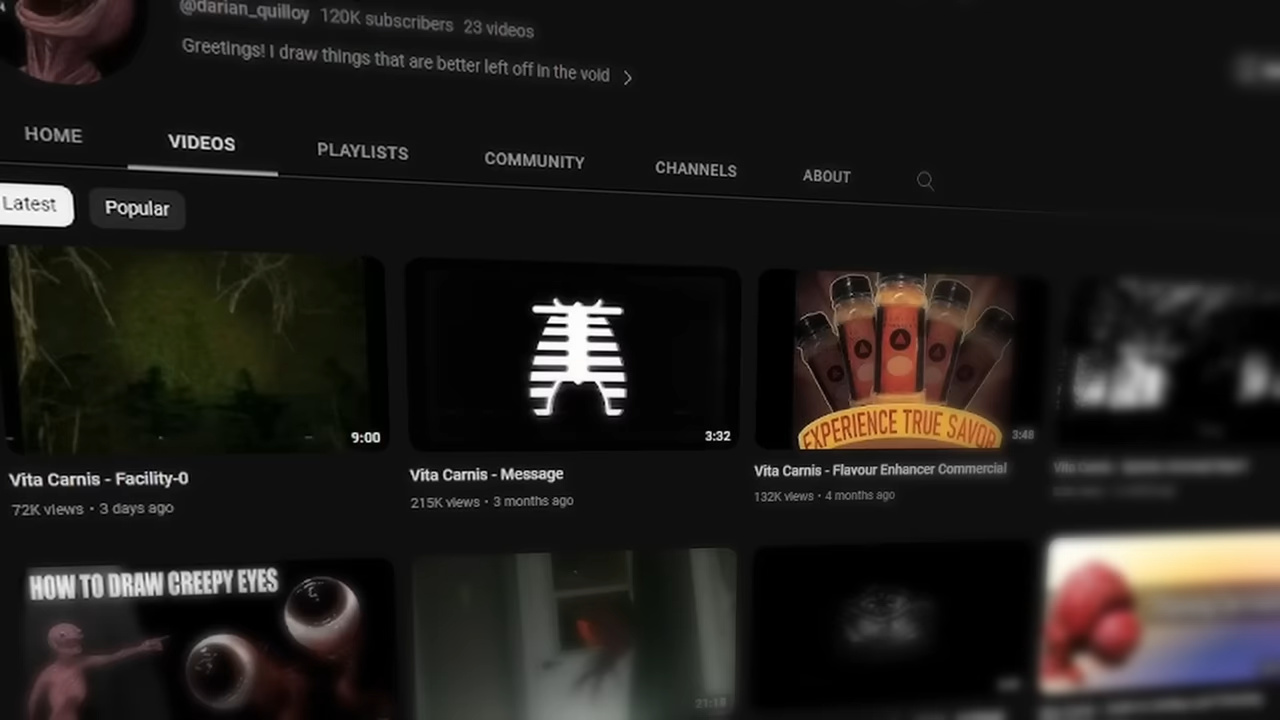 @darian_quilloy 120K subscribers 23 videos
Greetings! I draw things that are better left off in the void
HOME VIDEOS PLAYLISTS COMMUNITY CHANNELS ABOUT
Latest Popular
EXPERIENCE TRUE SAVOR
9:00 3:32 3:48
Vita Carnis - Facility-0 Vita Carnis - Message Vita Carnis - Flavour Enhancer Commercial
72K views • 3 days ago 215K views • 3 months ago 132K views • 4 months ago
HOW TO DRAW CREEPY EYES